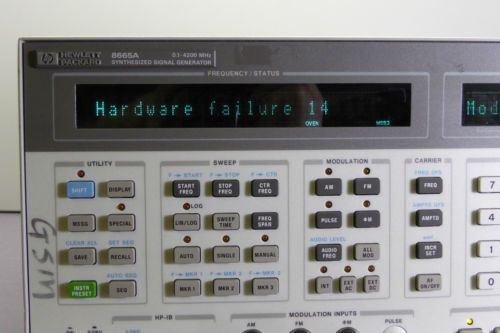 hp HEWLETT PACKARD 8665A 0.1-4200 MHz SYNTHESIZED SIGNAL GENERATOR
FREQUENCY / STATUS
Hardware failure 14
OVEN MSG3
Mod
UTILITY SWEEP MODULATION CARRIER
F → START F → STOP F → CTR FREQ OFS
SHIFT DISPLAY START FREQ STOP FREQ CTR FREQ AM FM FREQ 7
LOG AMPTD OFS
MSSG SPECIAL LIN/LOG SWEEP TIME FREQ SPAN PULSE ΦM AMPTD 4
CLEAR ALL SET SEQ AUDIO LEVEL
SAVE RECALL AUTO SINGLE MANUAL AUDIO FREQ ALL MOD INCR SET 1
AUTO SEQ F → MKR 1 F → MKR 2 F → MKR 3
INSTR PRESET SEQ MKR 1 MKR 2 MKR 3 INT EXT AC EXT DC RF ON/OFF 0
GSM
HP-IB MODULATION INPUTS
AM FM ΦM PULSE